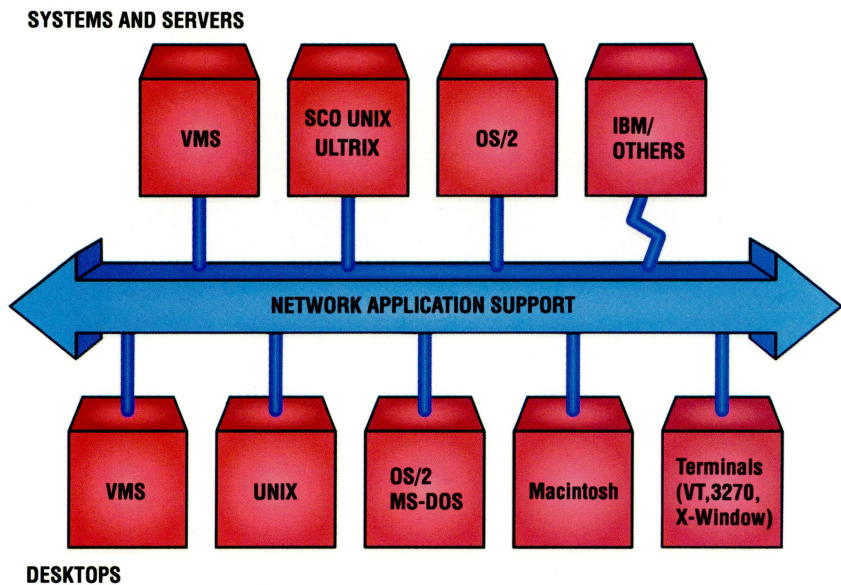 SYSTEMS AND SERVERS
VMS
SCO UNIX
ULTRIX
OS/2
IBM/
OTHERS
NETWORK APPLICATION SUPPORT
VMS
UNIX
OS/2
MS-DOS
Macintosh
Terminals
(VT,3270,
X-Window)
DESKTOPS